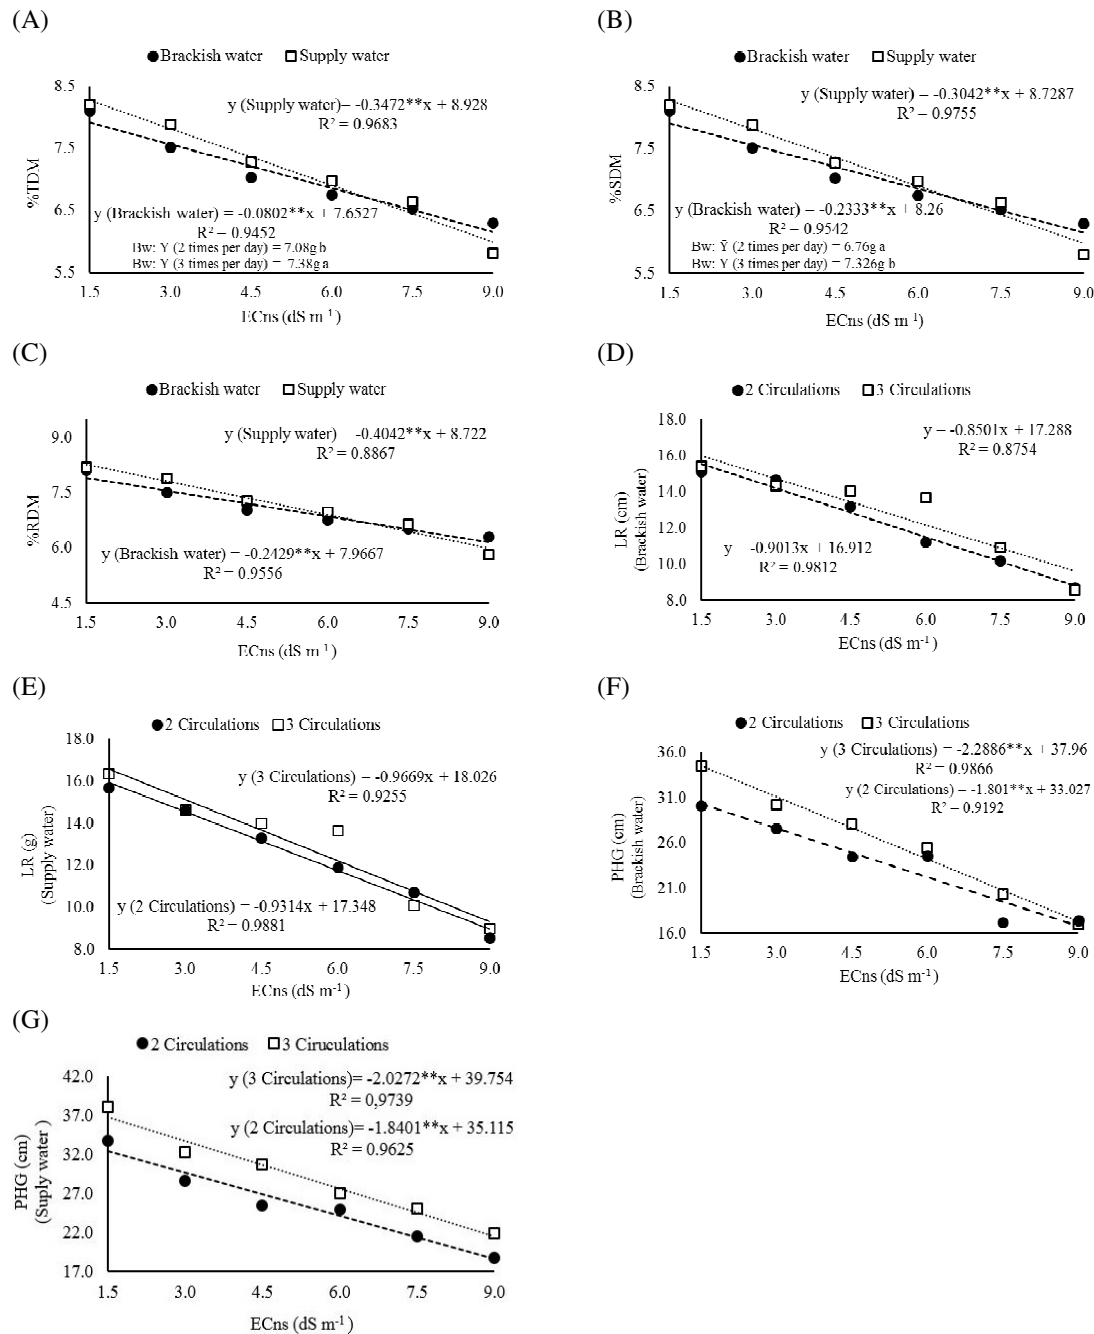 (A)
Brackish water Supply water
8.5
7.5
6.5
5.5
%TDM
y (Supply water)– -0.3472**x + 8.928
R² = 0.9683
y (Brackish water) = -0.0802**x + 7.6527
R² – 0.9452
Bw: Y (2 times per day) = 7.08g b
Bw: Y (3 times per day) = 7.38g a
1.5 3.0 4.5 6.0 7.5 9.0
ECns (dS m-1)
(B)
Brackish water Supply water
8.5
7.5
6.5
5.5
%SDM
y (Supply water)– -0.3042**x + 8.7287
R² – 0.9755
y (Brackish water)– -0.2333**x + 8.26
R² – 0.9542
Bw: Ȳ (2 times per day) = 6.76g a
Bw: Y (3 times per day) = 7.326g b
1.5 3.0 4.5 6.0 7.5 9.0
ECns (dS m-1)
(C)
Brackish water Supply water
9.0
7.5
6.0
4.5
%RDM
y (Supply water) -0.4042**x + 8.722
R² = 0.8867
y (Brackish water)– -0.2429**x + 7.9667
R² = 0.9556
1.5 3.0 4.5 6.0 7.5 9.0
ECns (dS m-1)
(D)
2 Circulations 3 Circulations
18.0
16.0
14.0
12.0
10.0
8.0
LR (cm)
(Brackish water)
y – -0.8501x + 17.288
R² = 0.8754
y -0.9013x + 16.912
R² = 0.9812
1.5 3.0 4.5 6.0 7.5 9.0
ECns (dS m-1)
(E)
2 Circulations 3 Circulations
18.0
16.0
14.0
12.0
10.0
8.0
LR (g)
(Supply water)
y (3 Circulations) – -0.9669x + 18.026
R² = 0.9255
y (2 Circulations) = -0.9314x + 17.348
R² = 0.9881
1.5 3.0 4.5 6.0 7.5 9.0
ECns (dS m-1)
(F)
2 Circulations 3 Circulations
36.0
31.0
26.0
21.0
16.0
PHG (cm)
(Brackish water)
y (3 Circulations) = -2.2886**x + 37.96
R² = 0.9866
y (2 Circulations) = -1.801**x + 33.027
R² – 0.9192
1.5 3.0 4.5 6.0 7.5 9.0
ECns (dS m-1)
(G)
2 Circulations 3 Ciruculations
42.0
37.0
32.0
27.0
22.0
17.0
PHG (cm)
(Suply water)
y (3 Circulations)= -2.0272**x + 39.754
R² = 0,9739
y (2 Circulations)= -1.8401**x + 35.115
R² = 0.9625
1.5 3.0 4.5 6.0 7.5 9.0
ECns (dS m-1)